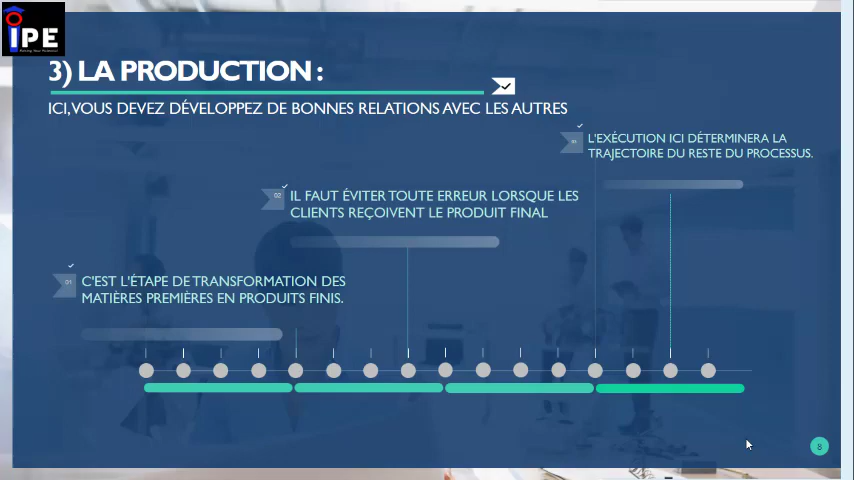 IPE
3) LA PRODUCTION :
ICI, VOUS DEVEZ DÉVELOPPEZ DE BONNES RELATIONS AVEC LES AUTRES
L'EXÉCUTION ICI DÉTERMINERA LA
TRAJECTOIRE DU RESTE DU PROCESSUS.
02
IL FAUT ÉVITER TOUTE ERREUR LORSQUE LES
CLIENTS REÇOIVENT LE PRODUIT FINAL
01
C'EST L'ÉTAPE DE TRANSFORMATION DES
MATIÈRES PREMIÈRES EN PRODUITS FINIS.
8